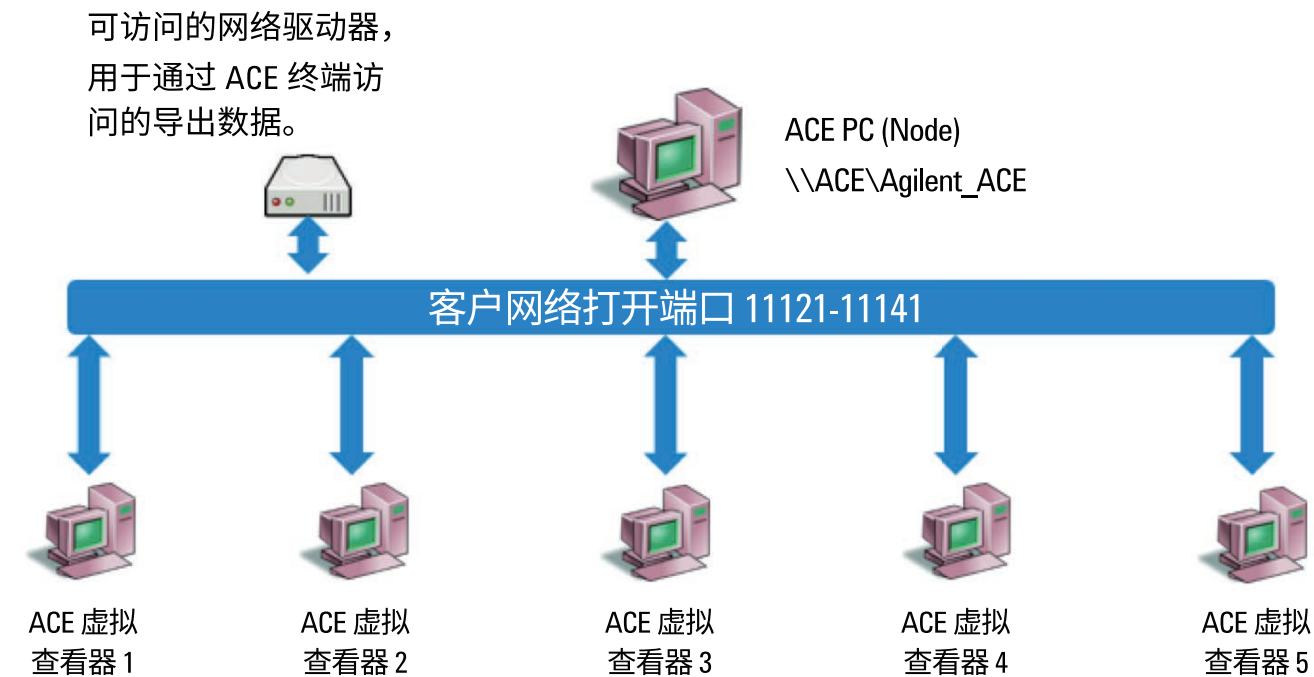 可访问的网络驱动器，
用于通过 ACE 终端访
问的导出数据。
ACE PC (Node)
\\ACE\Agilent_ACE
客户网络打开端口 11121-11141
ACE 虚拟
查看器 1
ACE 虚拟
查看器 2
ACE 虚拟
查看器 3
ACE 虚拟
查看器 4
ACE 虚拟
查看器 5